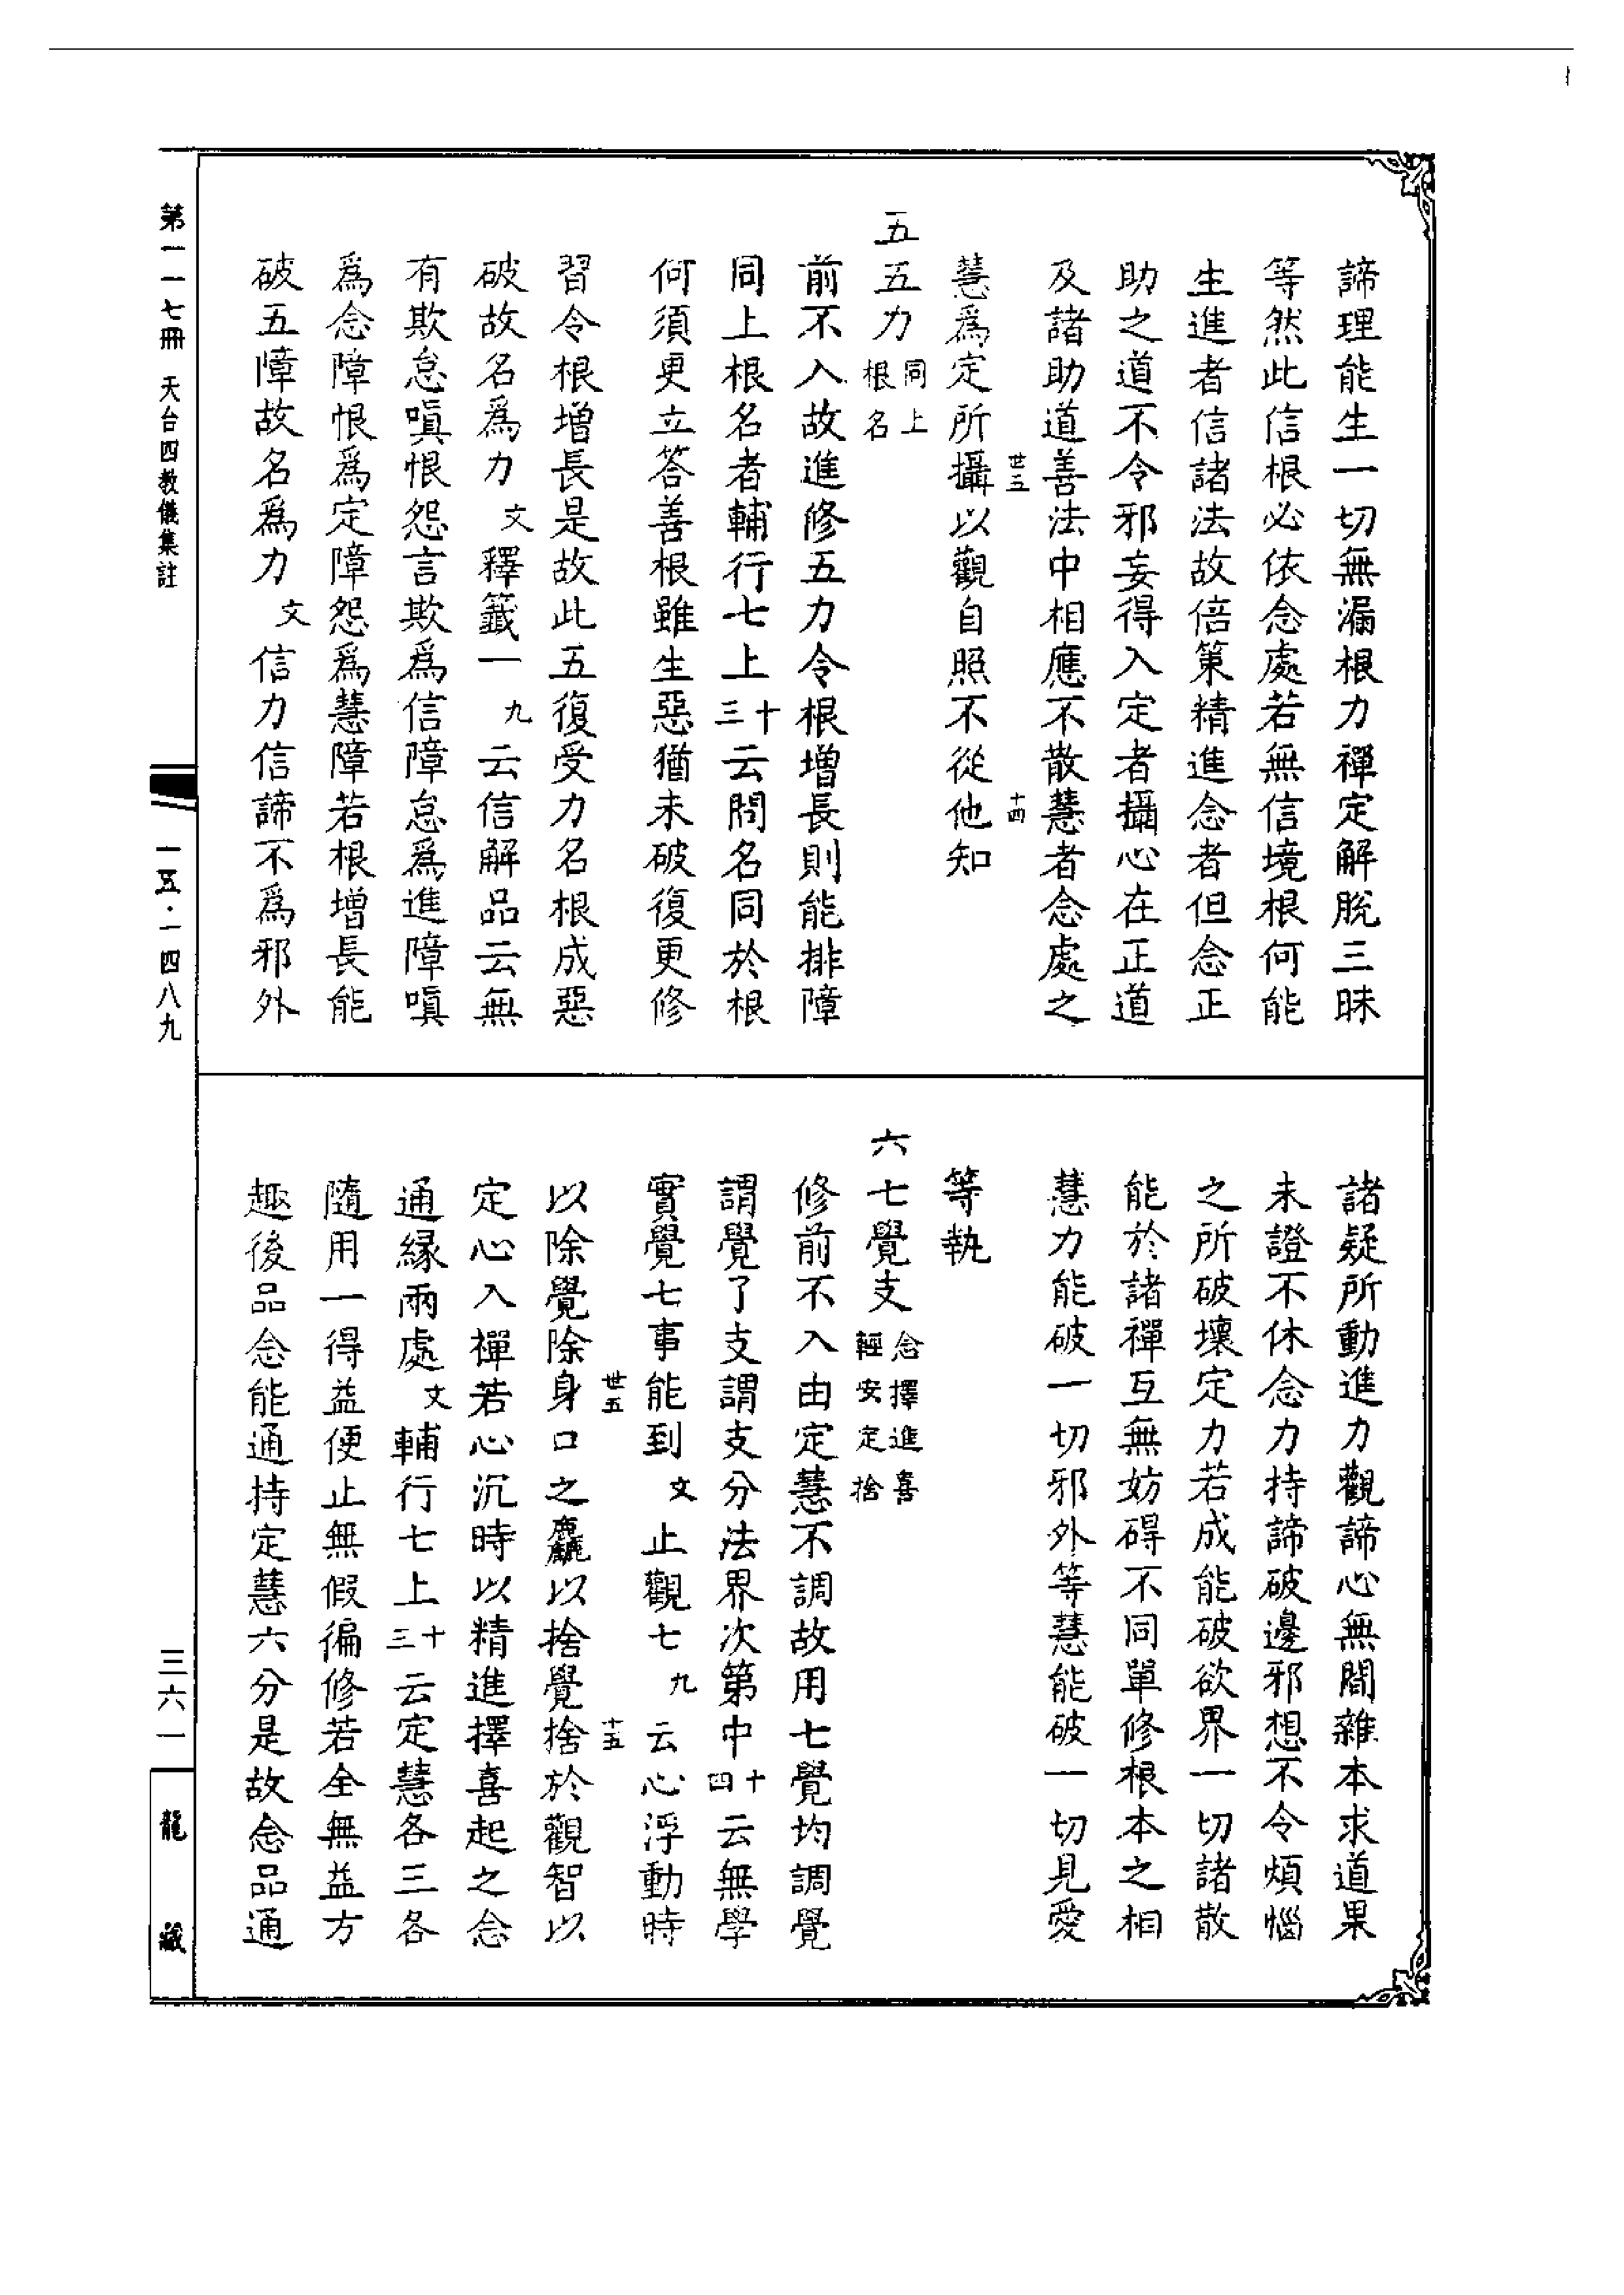 諦理能生一切無漏根力禪定解脫三昧
等然此信根必依念處若無信境根何能
生進者信諸法故倍策精進念者但念正
助之道不令邪妄得入定者攝心在正道
及諸助道善法中相應不散慧者念處之
慧為定所攝以觀自照不從他知
卋三
十四
五五力同上根名
前不入故進修五力令根增長則能排障
同上根名者輔行七上十三云問名同於根
何須更立答善根雖生惡猶未破復更修
習令根增長是故此五復受力名根成惡
破故名為力文釋籤一九云信解品云無
有欺怠嗔恨怨言欺為信障怠為進障嗔
為念障恨為定障怨為慧障若根增長能
破五障故名為力文信力信諦不為邪外
諸疑所動進力觀諦心無間雜本求道果
未證不休念力持諦破邊邪想不令煩惱
之所破壞定力若成能破欲界一切諸散
能於諸禪互無妨碍不同單修根本之相
慧力能破一切邪外等慧能破一切見愛
等執
六七覺支念擇進喜輕安定捨
修前不入由定慧不調故用七覺均調覺
謂覺了支謂支分法界次第中十四云無學
實覺七事能到文止觀七九云心浮動時
卋五
十五
以除覺除身口之麤以捨覺捨於觀智以
定心入禪若心沉時以精進擇喜起之念
通緣兩處文輔行七上十三云定慧各三各
隨用一得益便止無假徧修若全無益方
趣後品念能通持定慧六分是故念品通
第一一七冊 天台四教儀集註
一五·一四八九
三六一
龍藏